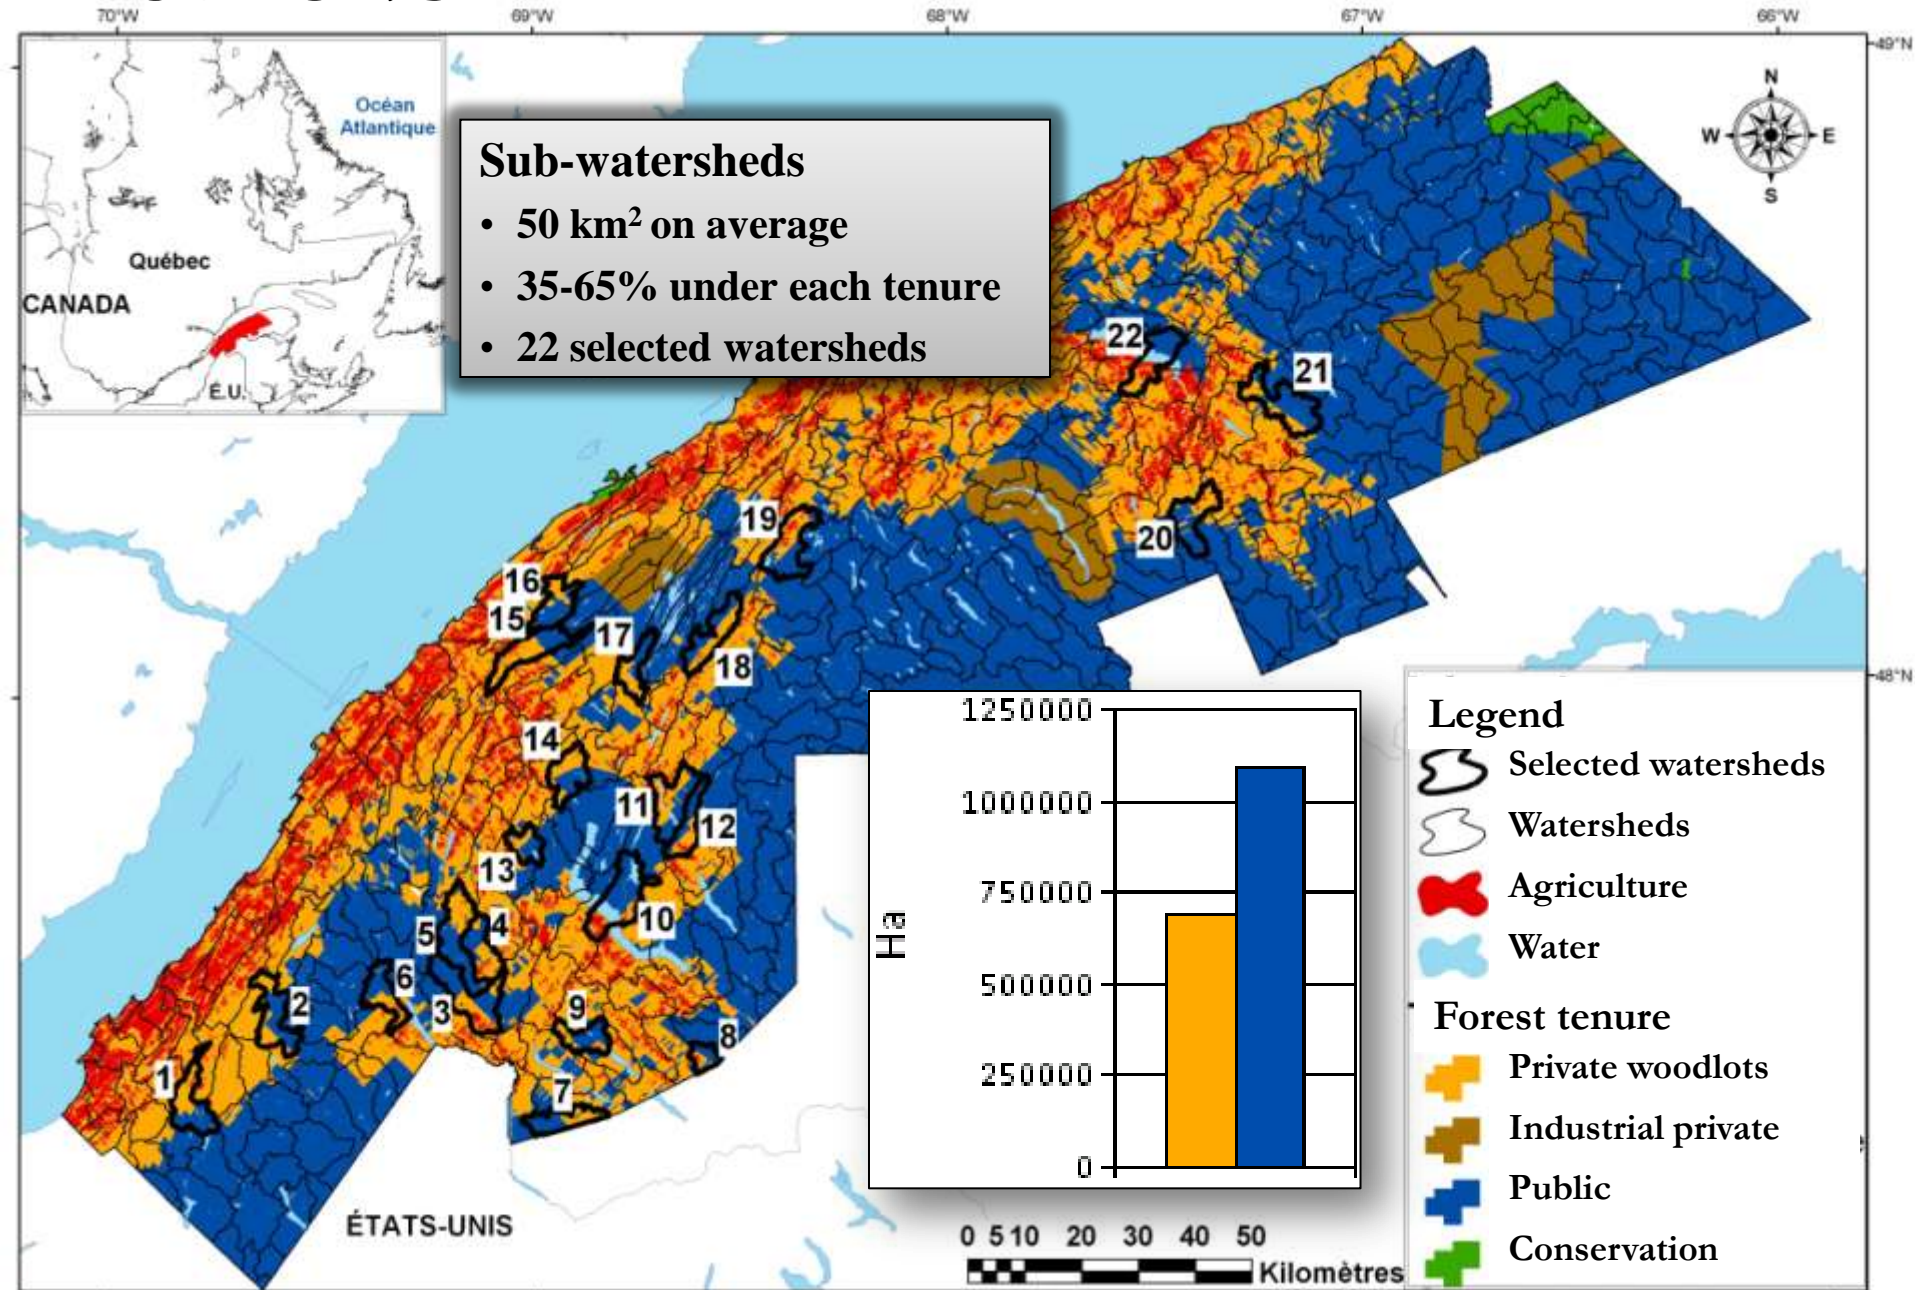 70°W
69°W
68°W
67°W
66°W
49°N
Océan
Atlantique
Québec
CANADA
É.U.
Sub-watersheds
• 50 km² on average
• 35-65% under each tenure
• 22 selected watersheds
N
W
E
S
22
21
19
20
16
15
17
18
48°N
14
11
12
13
10
5
4
6
3
2
9
8
1
7
1250000
1000000
750000
500000
250000
0
Ha
Legend
Selected watersheds
Watersheds
Agriculture
Water
Forest tenure
Private woodlots
Industrial private
Public
Conservation
ÉTATS-UNIS
0 5 10 20 30 40 50
Kilomètres